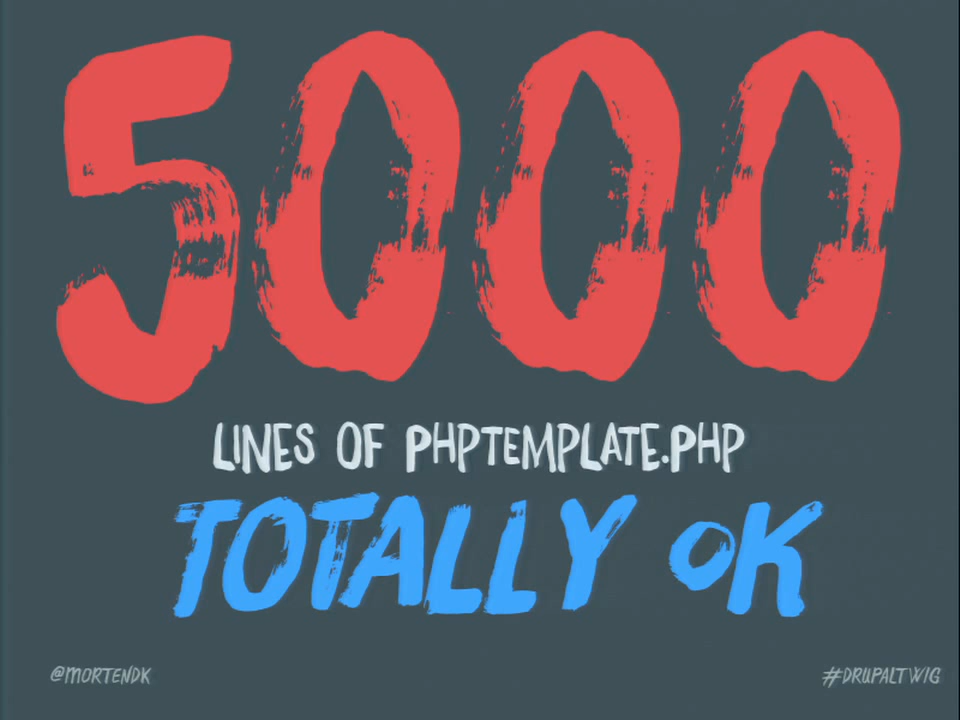 5000
LINES OF PHPTEMPLATE.PHP
TOTALLY OK
@MORTENDK
#DRUPALTWIG